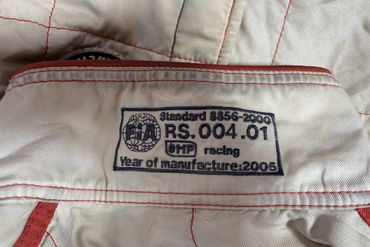 Standard 8856-2000
FiA RS.004.01
OMP racing
Year of manufacture:2005